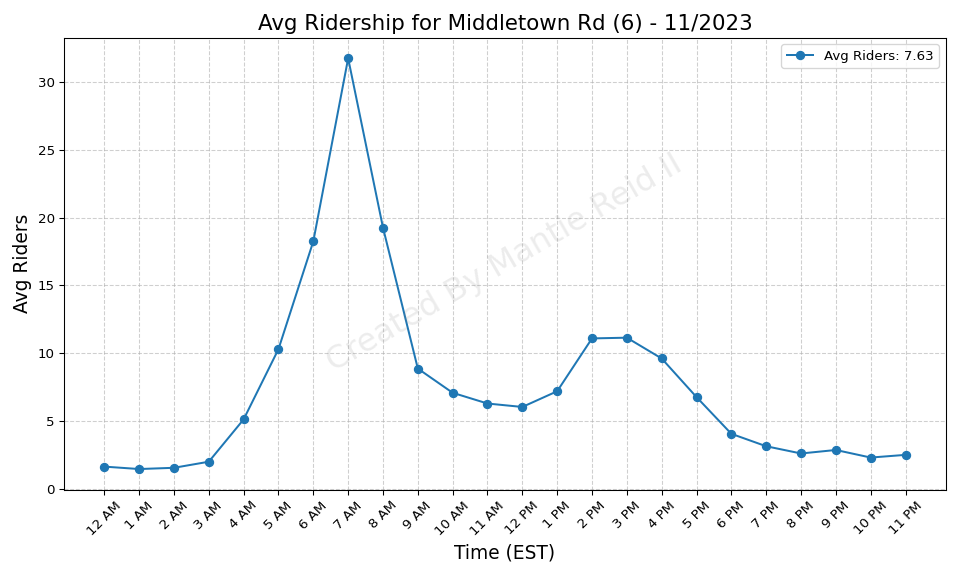 Avg Ridership for Middletown Rd (6) - 11/2023
Avg Riders: 7.63
30
25
20
15
10
5
0
Avg Riders
Created By Mantle Reid II
12 AM
1 AM
2 AM
3 AM
4 AM
5 AM
6 AM
7 AM
8 AM
9 AM
10 AM
11 AM
12 PM
1 PM
2 PM
3 PM
4 PM
5 PM
6 PM
7 PM
8 PM
9 PM
10 PM
11 PM
Time (EST)